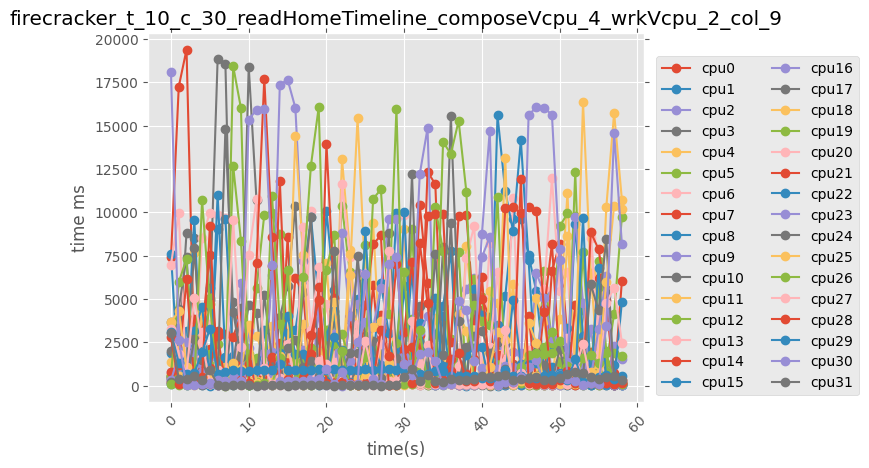 firecracker_t_10_c_30_readHomeTimeline_composeVcpu_4_wrkVcpu_2_col_9
20000
17500
15000
12500
10000
7500
5000
2500
0
time ms
0
10
20
30
40
50
60
time(s)
cpu0
cpu1
cpu2
cpu3
cpu4
cpu5
cpu6
cpu7
cpu8
cpu9
cpu10
cpu11
cpu12
cpu13
cpu14
cpu15
cpu16
cpu17
cpu18
cpu19
cpu20
cpu21
cpu22
cpu23
cpu24
cpu25
cpu26
cpu27
cpu28
cpu29
cpu30
cpu31